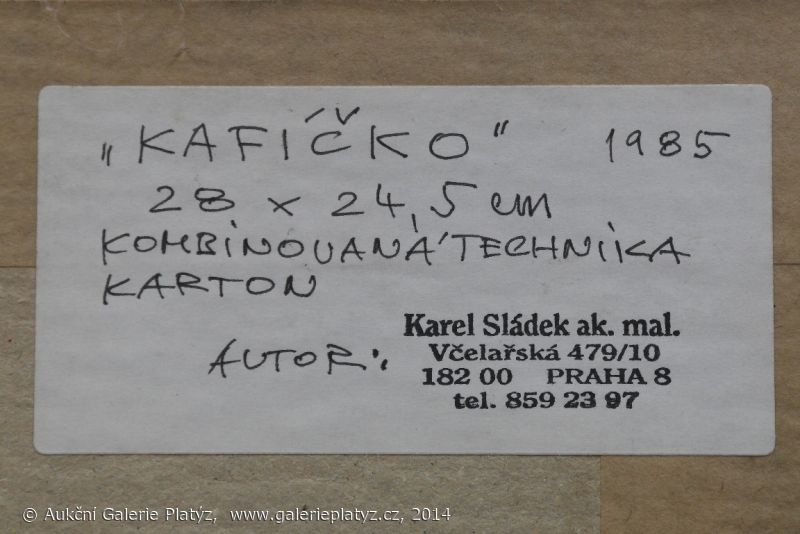 „KAFÍČKO" 1985
28 x 24,5 cm
KOMBINOVANÁ TECHNIKA
KARTON
AUTOR:
Karel Sládek ak. mal.
Včelařská 479/10
182 00 PRAHA 8
tel. 859 23 97
© Aukční Galerie Platýz, www.galerieplatyz.cz, 2014